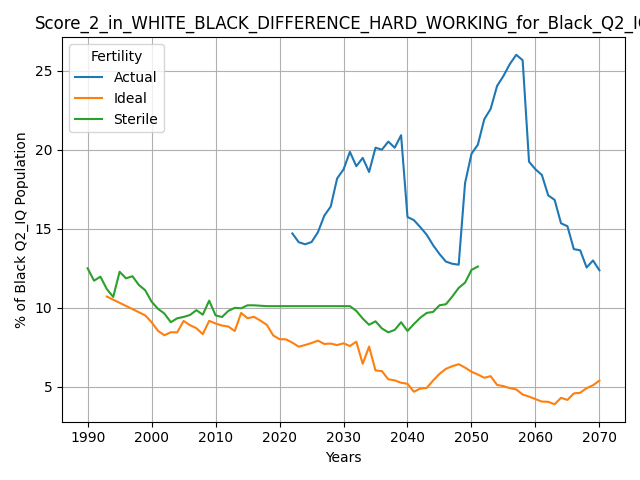 Score_2_in_WHITE_BLACK_DIFFERENCE_HARD_WORKING_for_Black_Q2_I
Fertility
Actual
Ideal
Sterile
% of Black Q2_IQ Population
25
20
15
10
5
1990 2000 2010 2020 2030 2040 2050 2060 2070
Years